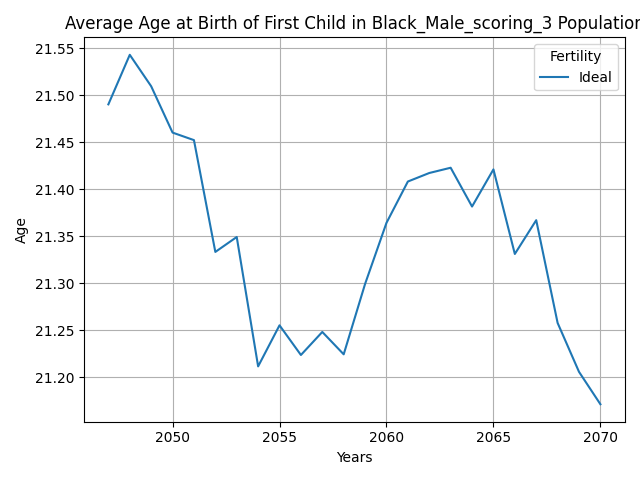 Average Age at Birth of First Child in Black_Male_scoring_3 Population
Fertility
Ideal
21.55
21.50
21.45
21.40
21.35
21.30
21.25
21.20
Age
2050 2055 2060 2065 2070
Years